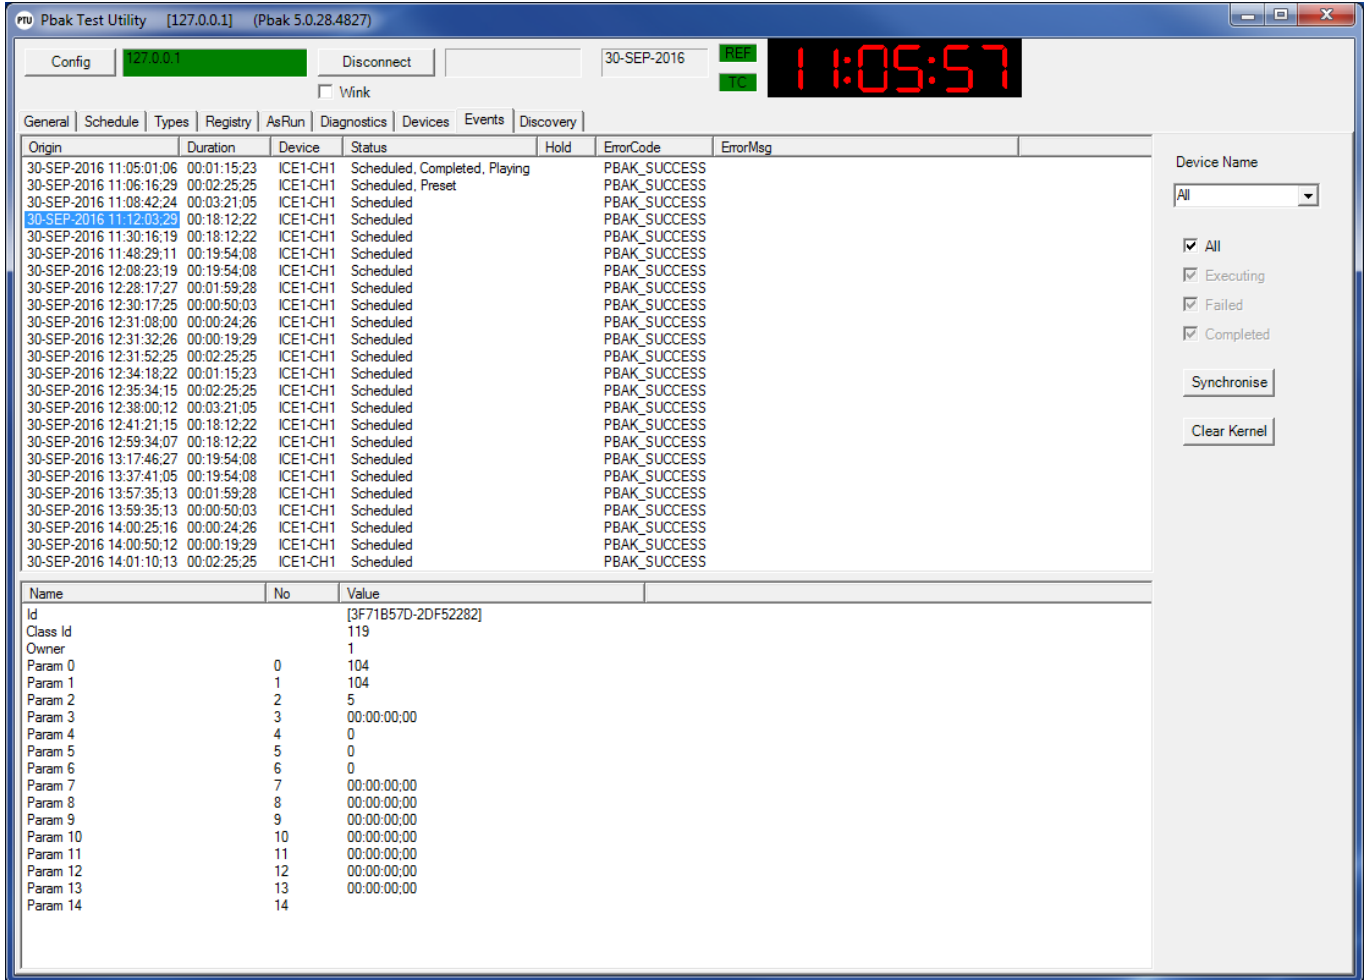 PTU Pbak Test Utility [127.0.0.1] (Pbak 5.0.28.4827)
Config 127.0.0.1 Disconnect 30-SEP-2016 REF 11:05:57
TC
Wink
General Schedule Types Registry AsRun Diagnostics Devices Events Discovery
Origin Duration Device Status Hold ErrorCode ErrorMsg
30-SEP-2016 11:05:01;06 00:01:15;23 ICE1-CH1 Scheduled, Completed, Playing PBAK_SUCCESS
30-SEP-2016 11:06:16;29 00:02:25;25 ICE1-CH1 Scheduled, Preset PBAK_SUCCESS
30-SEP-2016 11:08:42;24 00:03:21;05 ICE1-CH1 Scheduled PBAK_SUCCESS
30-SEP-2016 11:12:03;29 00:18:12;22 ICE1-CH1 Scheduled PBAK_SUCCESS
30-SEP-2016 11:30:16;19 00:18:12;22 ICE1-CH1 Scheduled PBAK_SUCCESS
30-SEP-2016 11:48:29;11 00:19:54;08 ICE1-CH1 Scheduled PBAK_SUCCESS
30-SEP-2016 12:08:23;19 00:19:54;08 ICE1-CH1 Scheduled PBAK_SUCCESS
30-SEP-2016 12:28:17;27 00:01:59;28 ICE1-CH1 Scheduled PBAK_SUCCESS
30-SEP-2016 12:30:17;25 00:00:50;03 ICE1-CH1 Scheduled PBAK_SUCCESS
30-SEP-2016 12:31:08;00 00:00:24;26 ICE1-CH1 Scheduled PBAK_SUCCESS
30-SEP-2016 12:31:32;26 00:00:19;29 ICE1-CH1 Scheduled PBAK_SUCCESS
30-SEP-2016 12:31:52;25 00:02:25;25 ICE1-CH1 Scheduled PBAK_SUCCESS
30-SEP-2016 12:34:18;22 00:01:15;23 ICE1-CH1 Scheduled PBAK_SUCCESS
30-SEP-2016 12:35:34;15 00:02:25;25 ICE1-CH1 Scheduled PBAK_SUCCESS
30-SEP-2016 12:38:00;12 00:03:21;05 ICE1-CH1 Scheduled PBAK_SUCCESS
30-SEP-2016 12:41:21;15 00:18:12;22 ICE1-CH1 Scheduled PBAK_SUCCESS
30-SEP-2016 12:59:34;07 00:18:12;22 ICE1-CH1 Scheduled PBAK_SUCCESS
30-SEP-2016 13:17:46;27 00:19:54;08 ICE1-CH1 Scheduled PBAK_SUCCESS
30-SEP-2016 13:37:41;05 00:19:54;08 ICE1-CH1 Scheduled PBAK_SUCCESS
30-SEP-2016 13:57:35;13 00:01:59;28 ICE1-CH1 Scheduled PBAK_SUCCESS
30-SEP-2016 13:59:35;13 00:00:50;03 ICE1-CH1 Scheduled PBAK_SUCCESS
30-SEP-2016 14:00:25;16 00:00:24;26 ICE1-CH1 Scheduled PBAK_SUCCESS
30-SEP-2016 14:00:50;12 00:00:19;29 ICE1-CH1 Scheduled PBAK_SUCCESS
30-SEP-2016 14:01:10;13 00:02:25;25 ICE1-CH1 Scheduled PBAK_SUCCESS
Device Name
All
All
Executing
Failed
Completed
Synchronise
Clear Kernel
Name No Value
Id [3F71B57D-2DF52282]
Class Id 119
Owner 1
Param 0 0 104
Param 1 1 104
Param 2 2 5
Param 3 3 00:00:00;00
Param 4 4 0
Param 5 5 0
Param 6 6 0
Param 7 7 00:00:00;00
Param 8 8 00:00:00;00
Param 9 9 00:00:00;00
Param 10 10 00:00:00;00
Param 11 11 00:00:00;00
Param 12 12 00:00:00;00
Param 13 13 00:00:00;00
Param 14 14